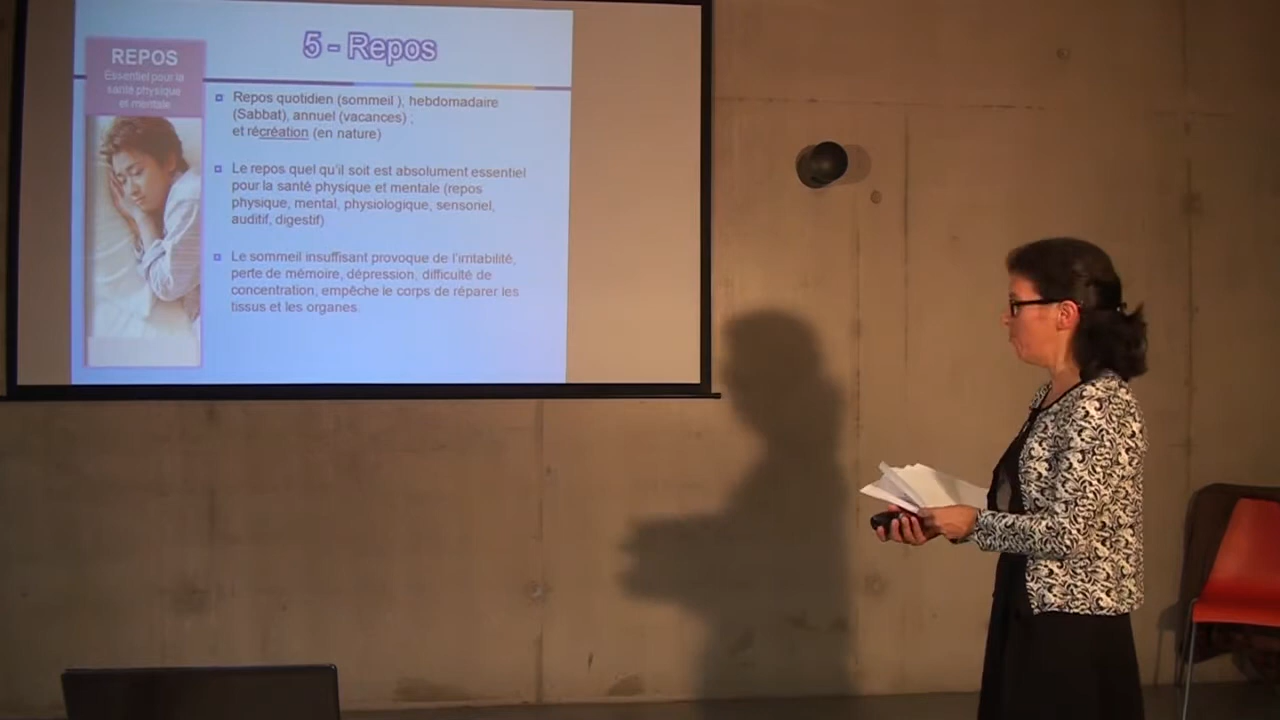 5 - Repos
REPOS
Essentiel pour la
santé physique
et mentale
Repos quotidien (sommeil ), hebdomadaire
(Sabbat), annuel (vacances) ;
et récréation (en nature)
Le repos quel qu'il soit est absolument essentiel
pour la santé physique et mentale (repos
physique, mental, physiologique, sensoriel,
auditif, digestif)
Le sommeil insuffisant provoque de l'irritabilité,
perte de mémoire, dépression, difficulté de
concentration, empêche le corps de réparer les
tissus et les organes.